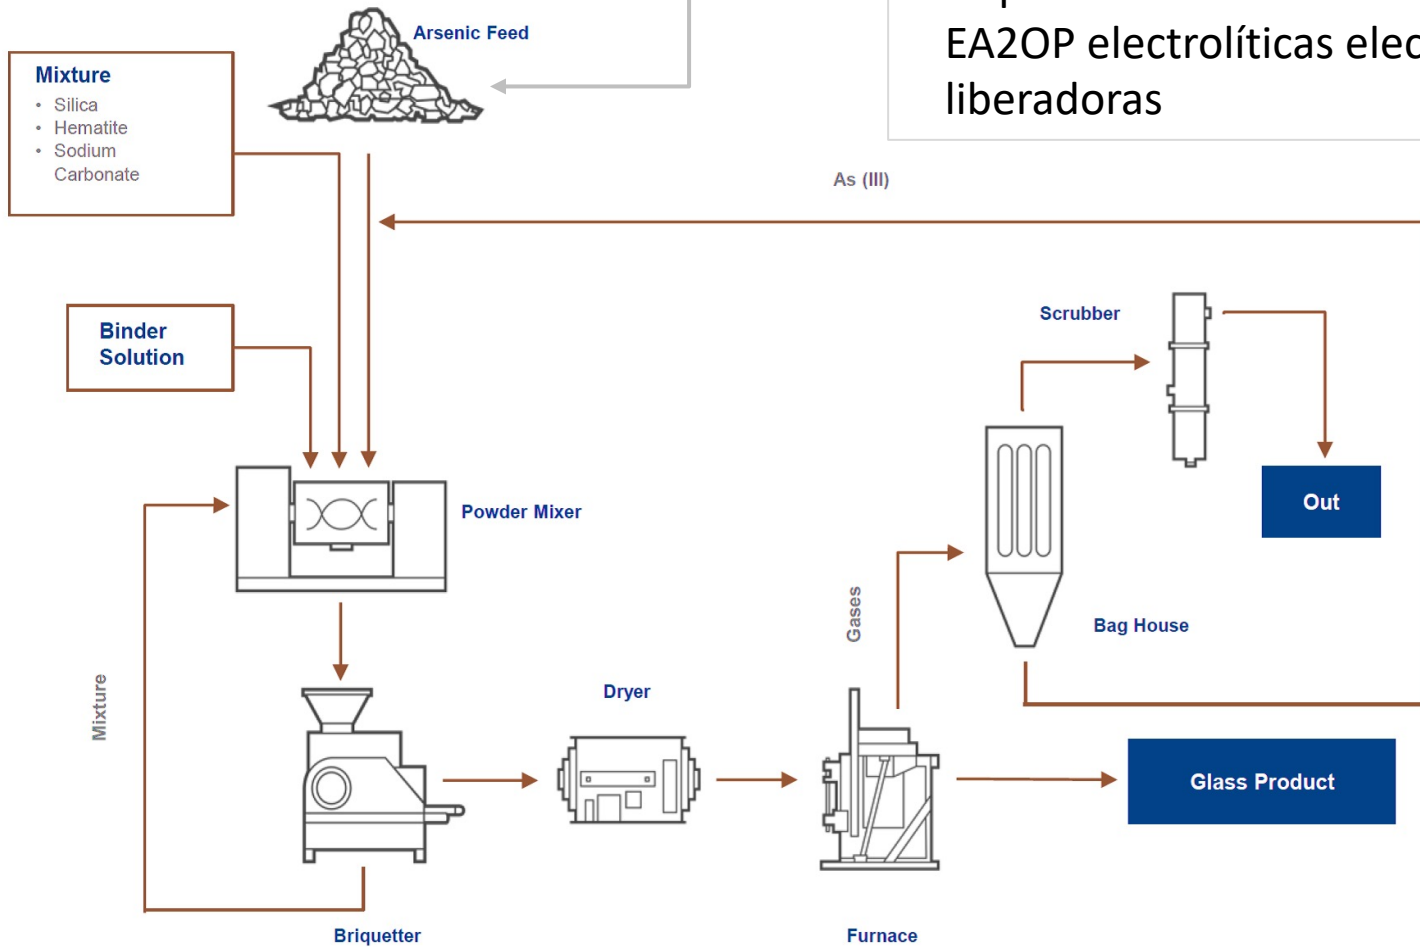 EA2OP electrolíticas
liberadoras
Arsenic Feed
Mixture
• Silica
• Hematite
• Sodium
Carbonate
As (III)
Binder
Solution
Scrubber
Out
Powder Mixer
Gases
Bag House
Mixture
Dryer
Glass Product
Briquetter
Furnace